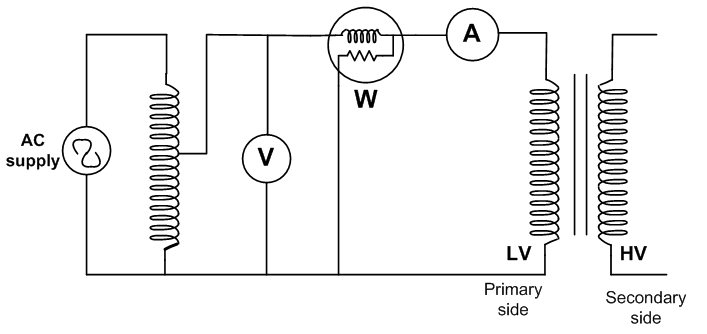 A
W
AC
supply
V
LV
HV
Primary
side
Secondary
side